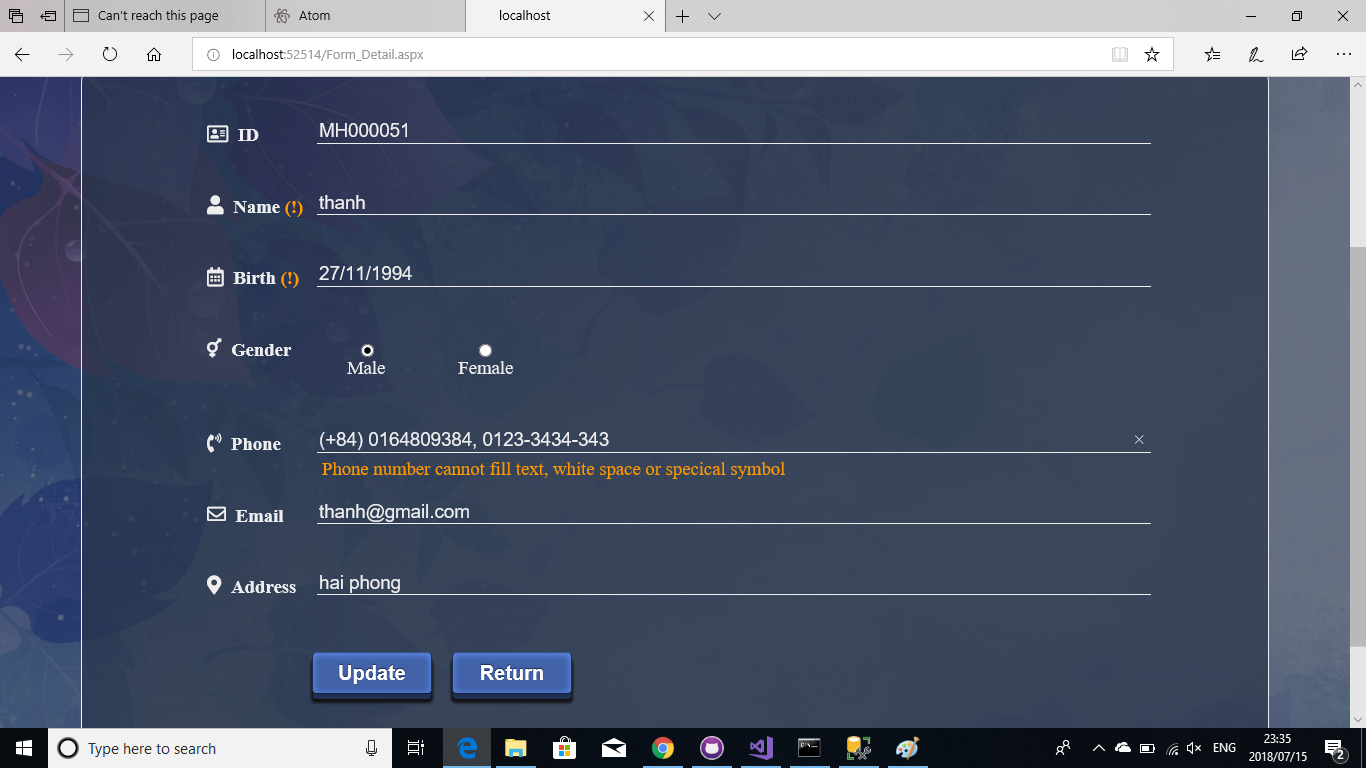 Can't reach this page
Atom
localhost
localhost:52514/Form_Detail.aspx
ID MH000051
Name (!) thanh
Birth (!) 27/11/1994
Gender
Male Female
Phone (+84) 0164809384, 0123-3434-343
Phone number cannot fill text, white space or specical symbol
Email thanh@gmail.com
Address hai phong
Update Return
Type here to search
ENG
23:35
2018/07/15
2